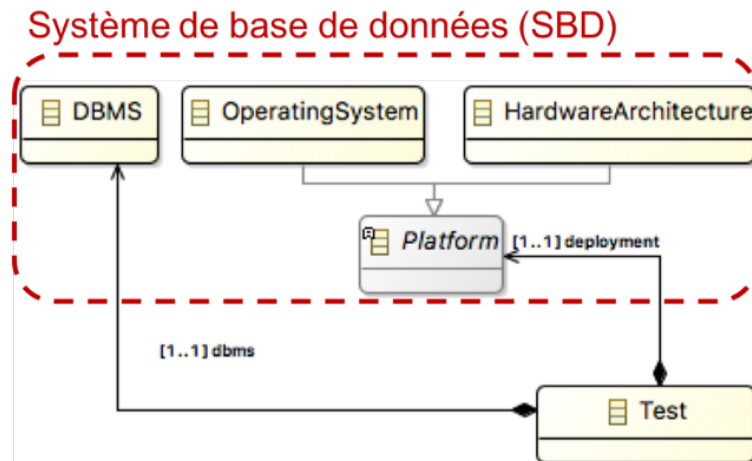 Système de base de données (SBD)
DBMS
OperatingSystem
HardwareArchitecture
Platform
[1..1] deployment
[1..1] dbms
Test